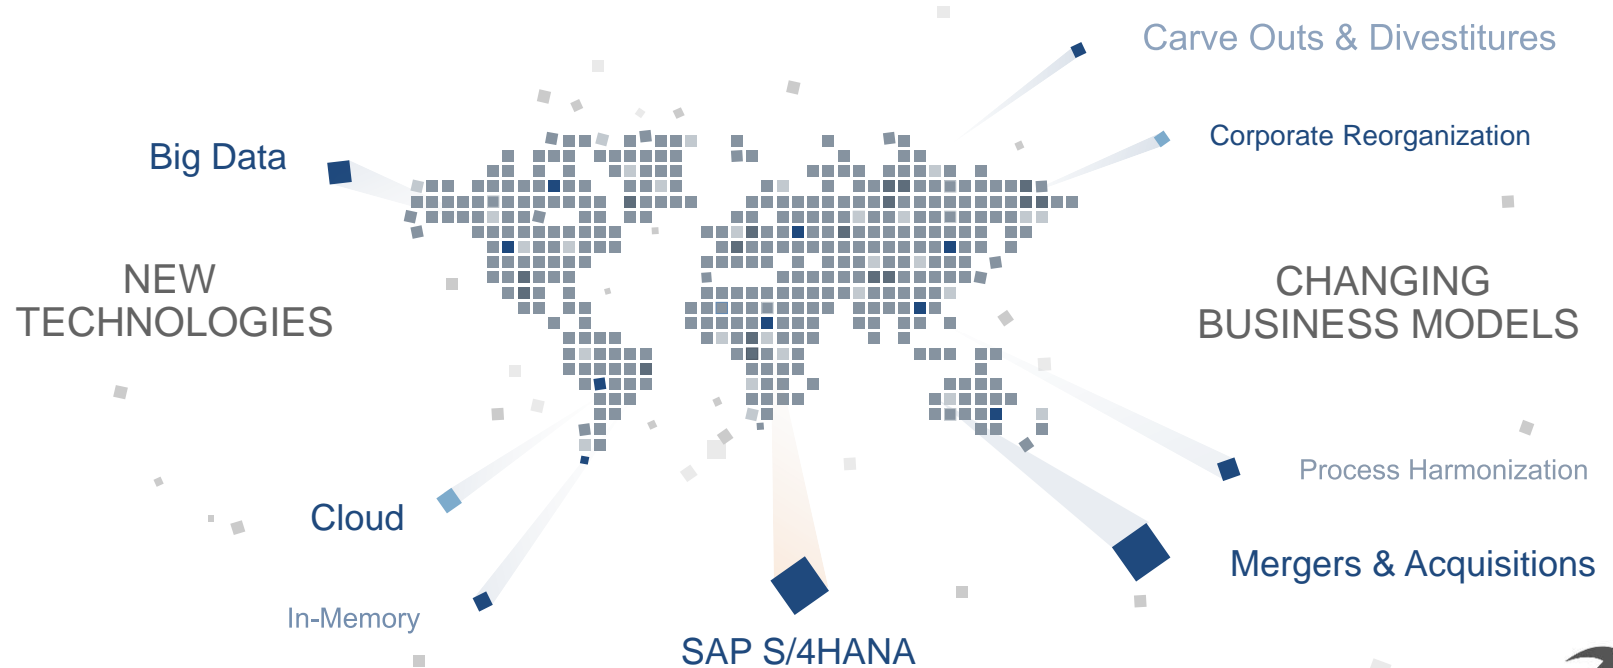 Carve Outs & Divestitures
Big Data
Corporate Reorganization
NEW
TECHNOLOGIES
CHANGING
BUSINESS MODELS
Cloud
Process Harmonization
Mergers & Acquisitions
In-Memory
SAP S/4HANA